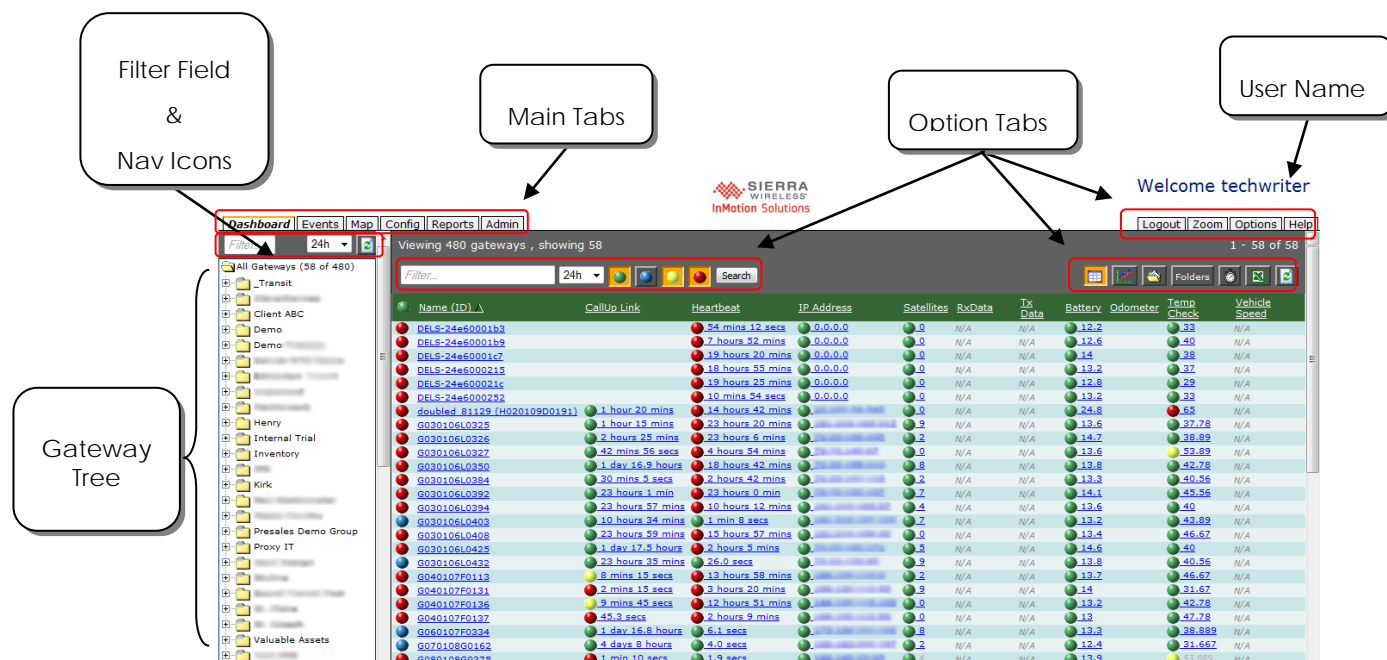 Filter Field
&
Nav Icons
Main Tabs
Option Tabs
User Name
Gateway
Tree
SIERRA
WIRELESS
InMotion Solutions
Welcome techwriter
Dashboard Events Map Config Reports Admin
Logout Zoom Options Help
Filter... 24h
Viewing 480 gateways , showing 58
1 - 58 of 58
Filter... 24h Search
Folders
All Gateways (58 of 480)
_Transit
Client ABC
Demo
Demo
Henry
Internal Trial
Inventory
Kirk
Presales Demo Group
Proxy IT
Valuable Assets
Name (ID) CallUp Link Heartbeat IP Address Satellites RxData Tx Data Battery Odometer Temp Check Vehicle Speed
DELS-24e60001b3 54 mins 12 secs 0.0.0.0 0 N/A N/A 12.2 33 N/A
DELS-24e60001b9 7 hours 52 mins 0.0.0.0 0 N/A N/A 12.6 40 N/A
DELS-24e60001c7 19 hours 20 mins 0.0.0.0 0 N/A N/A 14 38 N/A
DELS-24e6000215 18 hours 55 mins 0.0.0.0 0 N/A N/A 13.2 37 N/A
DELS-24e600021c 19 hours 25 mins 0.0.0.0 0 N/A N/A 12.8 29 N/A
DELS-24e6000252 10 mins 54 secs 0.0.0.0 0 N/A N/A 13.2 33 N/A
doubled 81129 (H020109D0191) 1 hour 20 mins 14 hours 42 mins 0 N/A N/A 24.8 65 N/A
G030106L0325 1 hour 15 mins 23 hours 20 mins 9 N/A N/A 13.6 37.78 N/A
G030106L0326 2 hours 25 mins 23 hours 6 mins 2 N/A N/A 14.7 38.89 N/A
G030106L0327 42 mins 56 secs 4 hours 54 mins 0 N/A N/A 13.6 53.89 N/A
G030106L0350 1 day 16.9 hours 18 hours 42 mins 8 N/A N/A 13.8 42.78 N/A
G030106L0384 30 mins 5 secs 2 hours 42 mins 2 N/A N/A 13.3 40.56 N/A
G030106L0392 23 hours 1 min 23 hours 0 min 7 N/A N/A 14.1 45.56 N/A
G030106L0394 23 hours 57 mins 10 hours 12 mins 4 N/A N/A 13.6 40 N/A
G030106L0403 10 hours 34 mins 1 min 8 secs 7 N/A N/A 13.2 43.89 N/A
G030106L0408 23 hours 59 mins 15 hours 57 mins 0 N/A N/A 13.4 46.67 N/A
G030106L0425 1 day 17.5 hours 2 hours 5 mins 5 N/A N/A 14.6 40 N/A
G030106L0432 23 hours 35 mins 26.0 secs 9 N/A N/A 13.8 40.56 N/A
G040107F0113 8 mins 15 secs 13 hours 58 mins 2 N/A N/A 13.7 46.67 N/A
G040107F0131 2 mins 15 secs 3 hours 20 mins 9 N/A N/A 14 31.67 N/A
G040107F0136 9 mins 45 secs 12 hours 51 mins 0 N/A N/A 13.2 42.78 N/A
G040107F0137 45.3 secs 2 hours 9 mins 0 N/A N/A 13 47.78 N/A
G060107F0334 1 day 16.8 hours 6.1 secs 8 N/A N/A 13.3 38.889 N/A
G070108G0162 4 days 8 hours 4.0 secs 2 N/A N/A 12.4 31.667 N/A
G080108G0375 1 min 10 secs 1.9 secs N/A N/A 13.9 53.889 N/A